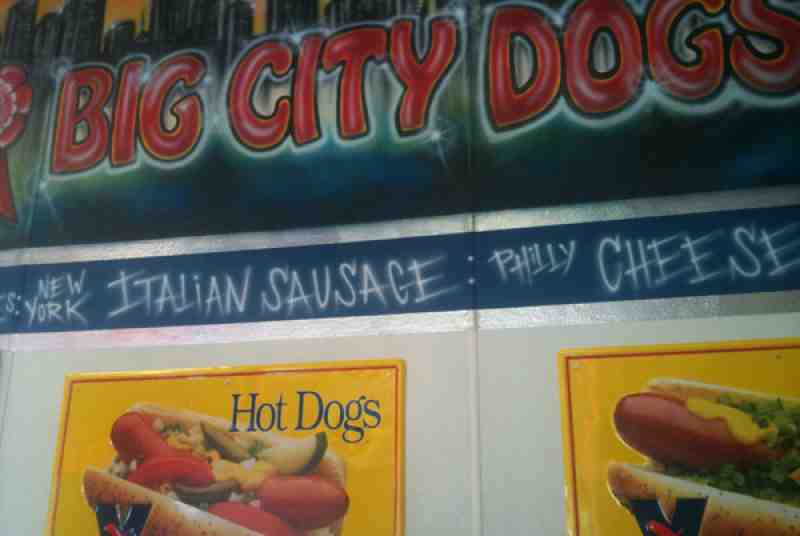 BIG CITY DOGS
S: NEW YORK ITALIAN SAUSAGE : PHILLY CHEESE
Hot Dogs